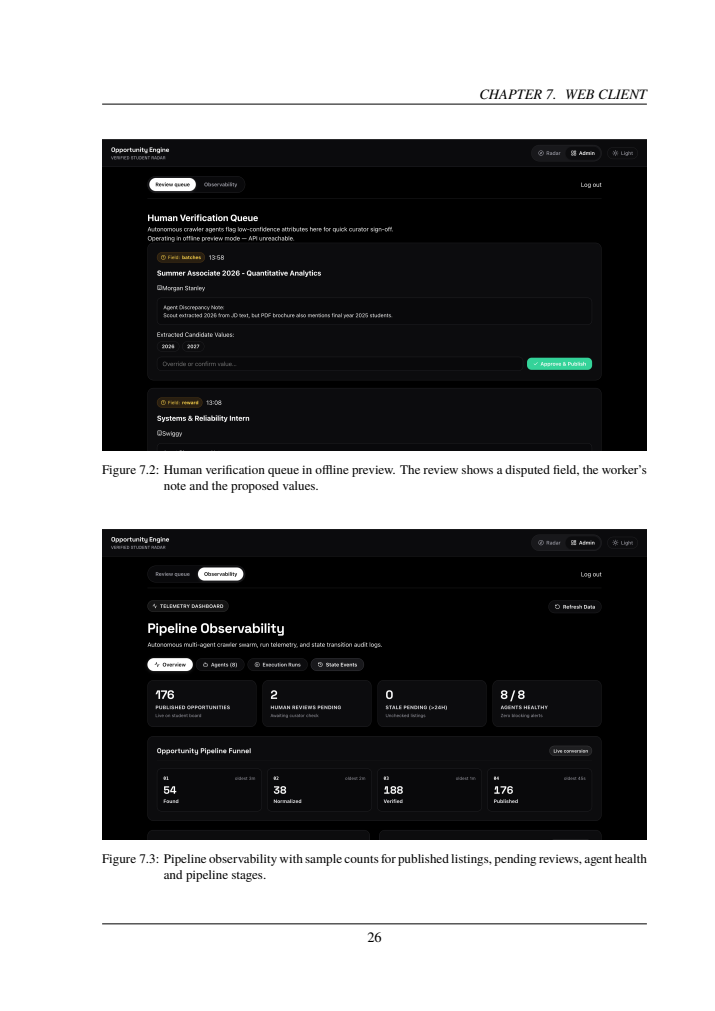 CHAPTER 7. WEB CLIENT
Opportunity Engine
VERIFIED STUDENT RADAR
Radar
Admin
Light
Review queue
Observability
Log out
Human Verification Queue
Autonomous crawler agents flag low-confidence attributes here for quick curator sign-off.
Operating in offline preview mode — API unreachable.
Field: batches 13:58
Summer Associate 2026 - Quantitative Analytics
Morgan Stanley
Agent Discrepancy Note:
Scout extracted 2026 from JD text, but PDF brochure also mentions final year 2025 students.
Extracted Candidate Values:
2026 2027
Override or confirm value...
✓ Approve & Publish
Field: reward 13:08
Systems & Reliability Intern
Swiggy
Figure 7.2: Human verification queue in offline preview. The review shows a disputed field, the worker's
note and the proposed values.
Opportunity Engine
VERIFIED STUDENT RADAR
Radar
Admin
Light
Review queue
Observability
Log out
TELEMETRY DASHBOARD
Refresh Data
Pipeline Observability
Autonomous multi-agent crawler swarm, run telemetry, and state transition audit logs.
Overview
Agents (8)
Execution Runs
State Events
176
PUBLISHED OPPORTUNITIES
Live on student board
2
HUMAN REVIEWS PENDING
Awaiting curator check
0
STALE PENDING (>24H)
Unchecked listings
8 / 8
AGENTS HEALTHY
Zero blocking alerts
Opportunity Pipeline Funnel
Live conversion
01 oldest 3m
54
Found
02 oldest 2m
38
Normalized
03 oldest 1m
188
Verified
04 oldest 45s
176
Published
Figure 7.3: Pipeline observability with sample counts for published listings, pending reviews, agent health
and pipeline stages.
26